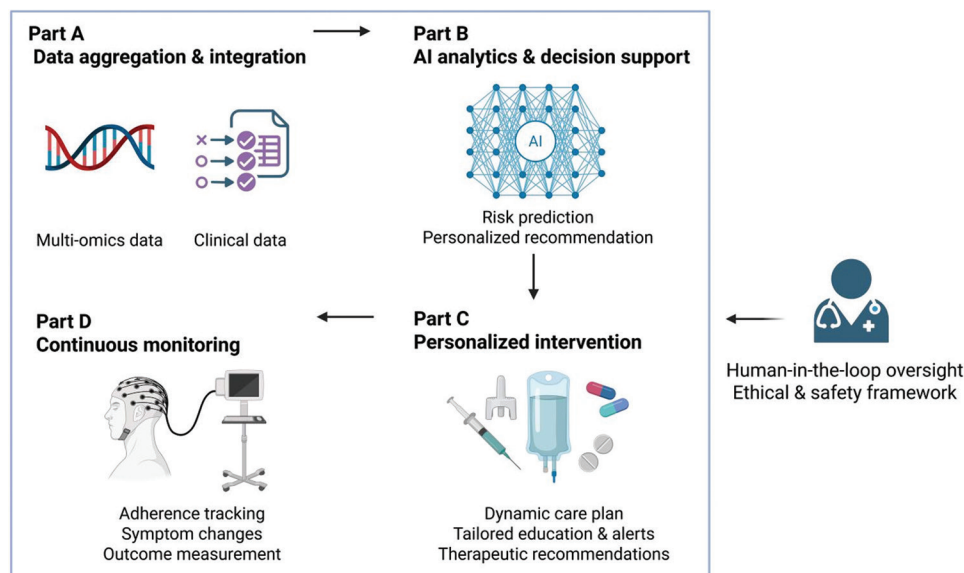 Part A
Data aggregation & integration
Multi-omics data
Clinical data
Part B
AI analytics & decision support
AI
Risk prediction
Personalized recommendation
Part C
Personalized intervention
Dynamic care plan
Tailored education & alerts
Therapeutic recommendations
Part D
Continuous monitoring
Adherence tracking
Symptom changes
Outcome measurement
Human-in-the-loop oversight
Ethical & safety framework